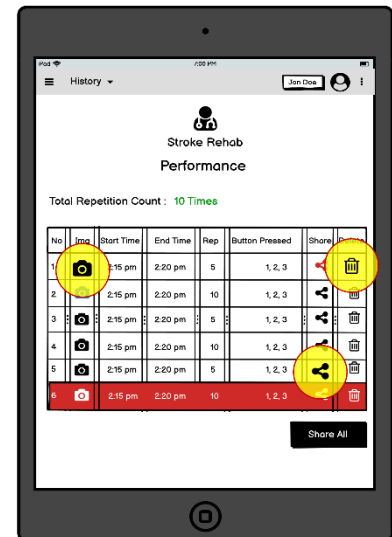 iPad 7:00 PM
History Jon Doe
Stroke Rehab
Performance
Total Repetition Count : 10 Times
No Img Start Time End Time Rep Button Pressed Share Delete
1 2:15 pm 2:20 pm 5 1, 2, 3
2 2:15 pm 2:20 pm 10 1, 2, 3
3 2:15 pm 2:20 pm 5 1, 2, 3
4 2:15 pm 2:20 pm 10 1, 2, 3
5 2:15 pm 2:20 pm 5 1, 2, 3
6 2:15 pm 2:20 pm 10 1, 2, 3
Share All